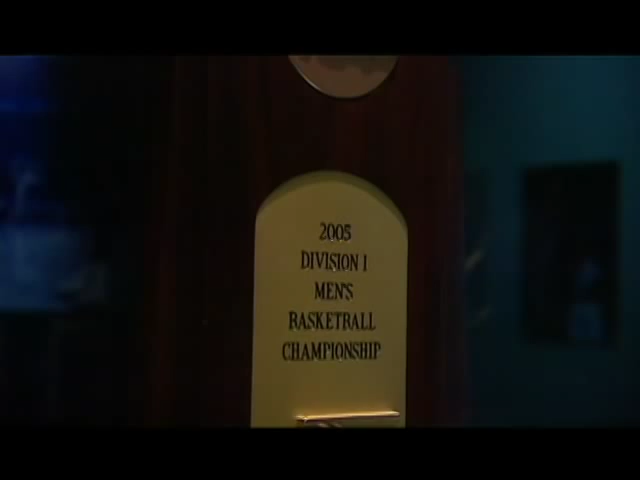 2005
DIVISION I
MEN'S
BASKETBALL
CHAMPIONSHIP